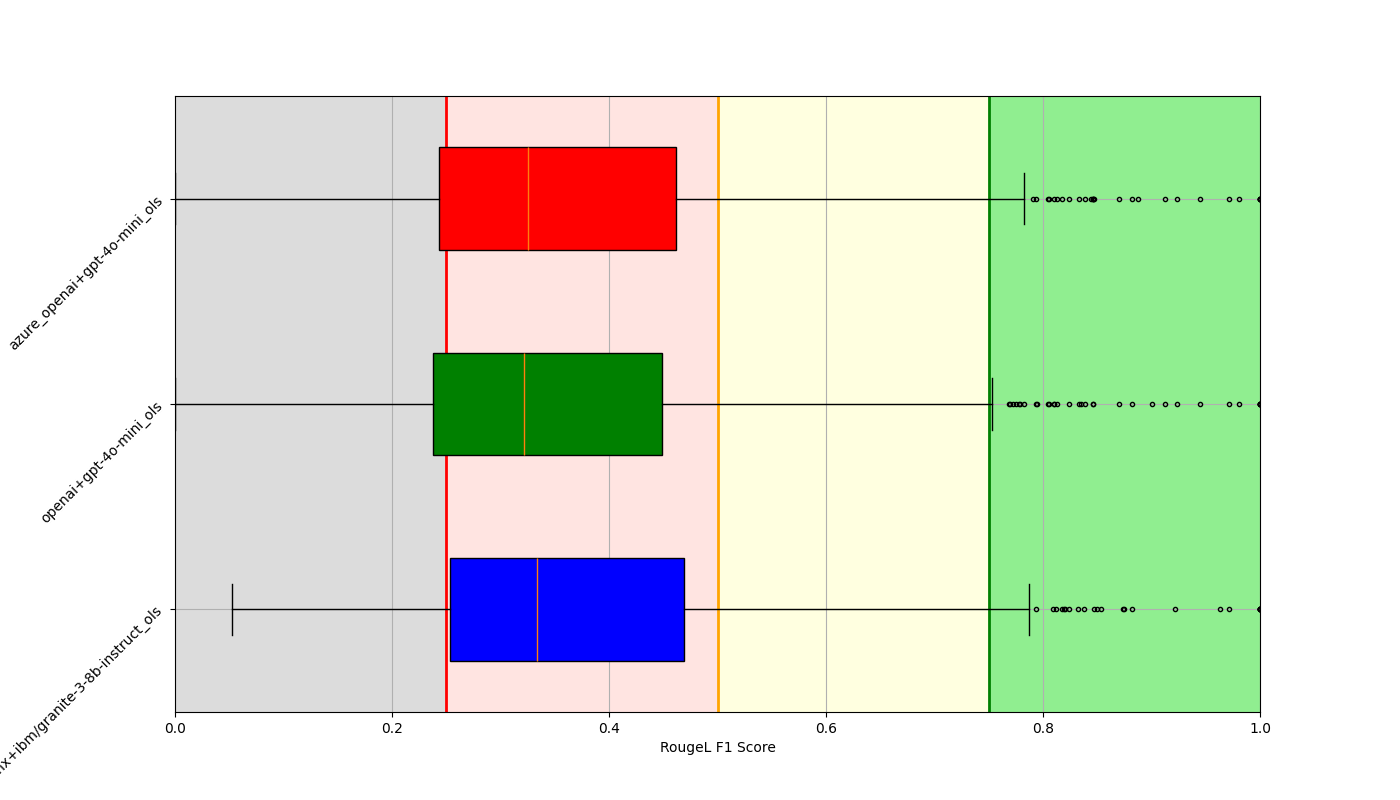 azure_openai+gpt-4o-mini_ols
openai+gpt-4o-mini_ols
x+ibm/granite-3-8b-instruct_ols
0.0 0.2 0.4 0.6 0.8 1.0
RougeL F1 Score